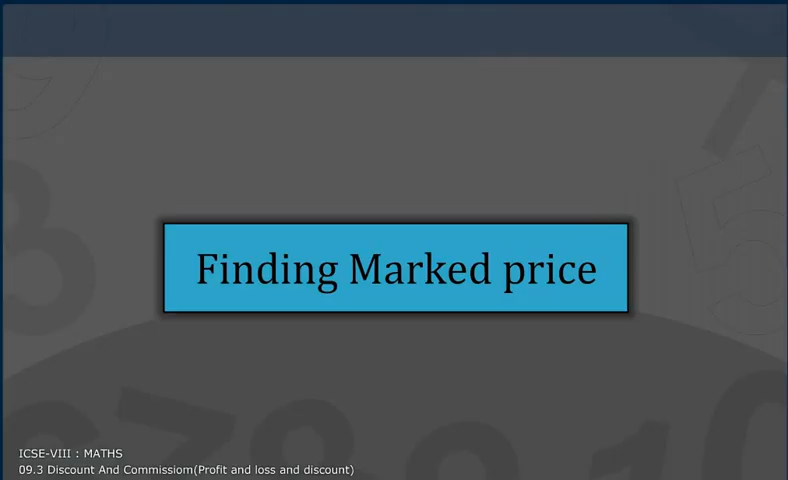 Finding Marked price
ICSE-VIII : MATHS
09.3 Discount And Commissiom(Profit and loss and discount)